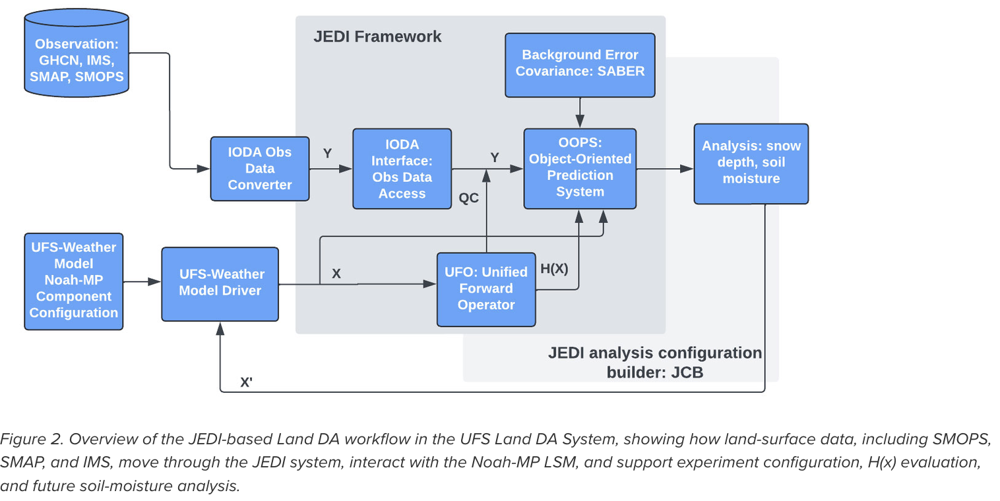 Observation:
GHCN, IMS,
SMAP, SMOPS
JEDI Framework
Background Error
Covariance: SABER
IODA Obs
Data
Converter
Y
IODA
Interface:
Obs Data
Access
Y
QC
OOPS:
Object-Oriented
Prediction
System
Analysis: snow
depth, soil
moisture
UFS-Weather
Model
Noah-MP
Component
Configuration
UFS-Weather
Model Driver
X
UFO: Unified
Forward
Operator
H(X)
JEDI analysis configuration
builder: JCB
X'
Figure 2. Overview of the JEDI-based Land DA workflow in the UFS Land DA System, showing how land-surface data, including SMOPS,
SMAP, and IMS, move through the JEDI system, interact with the Noah-MP LSM, and support experiment configuration, H(x) evaluation,
and future soil-moisture analysis.